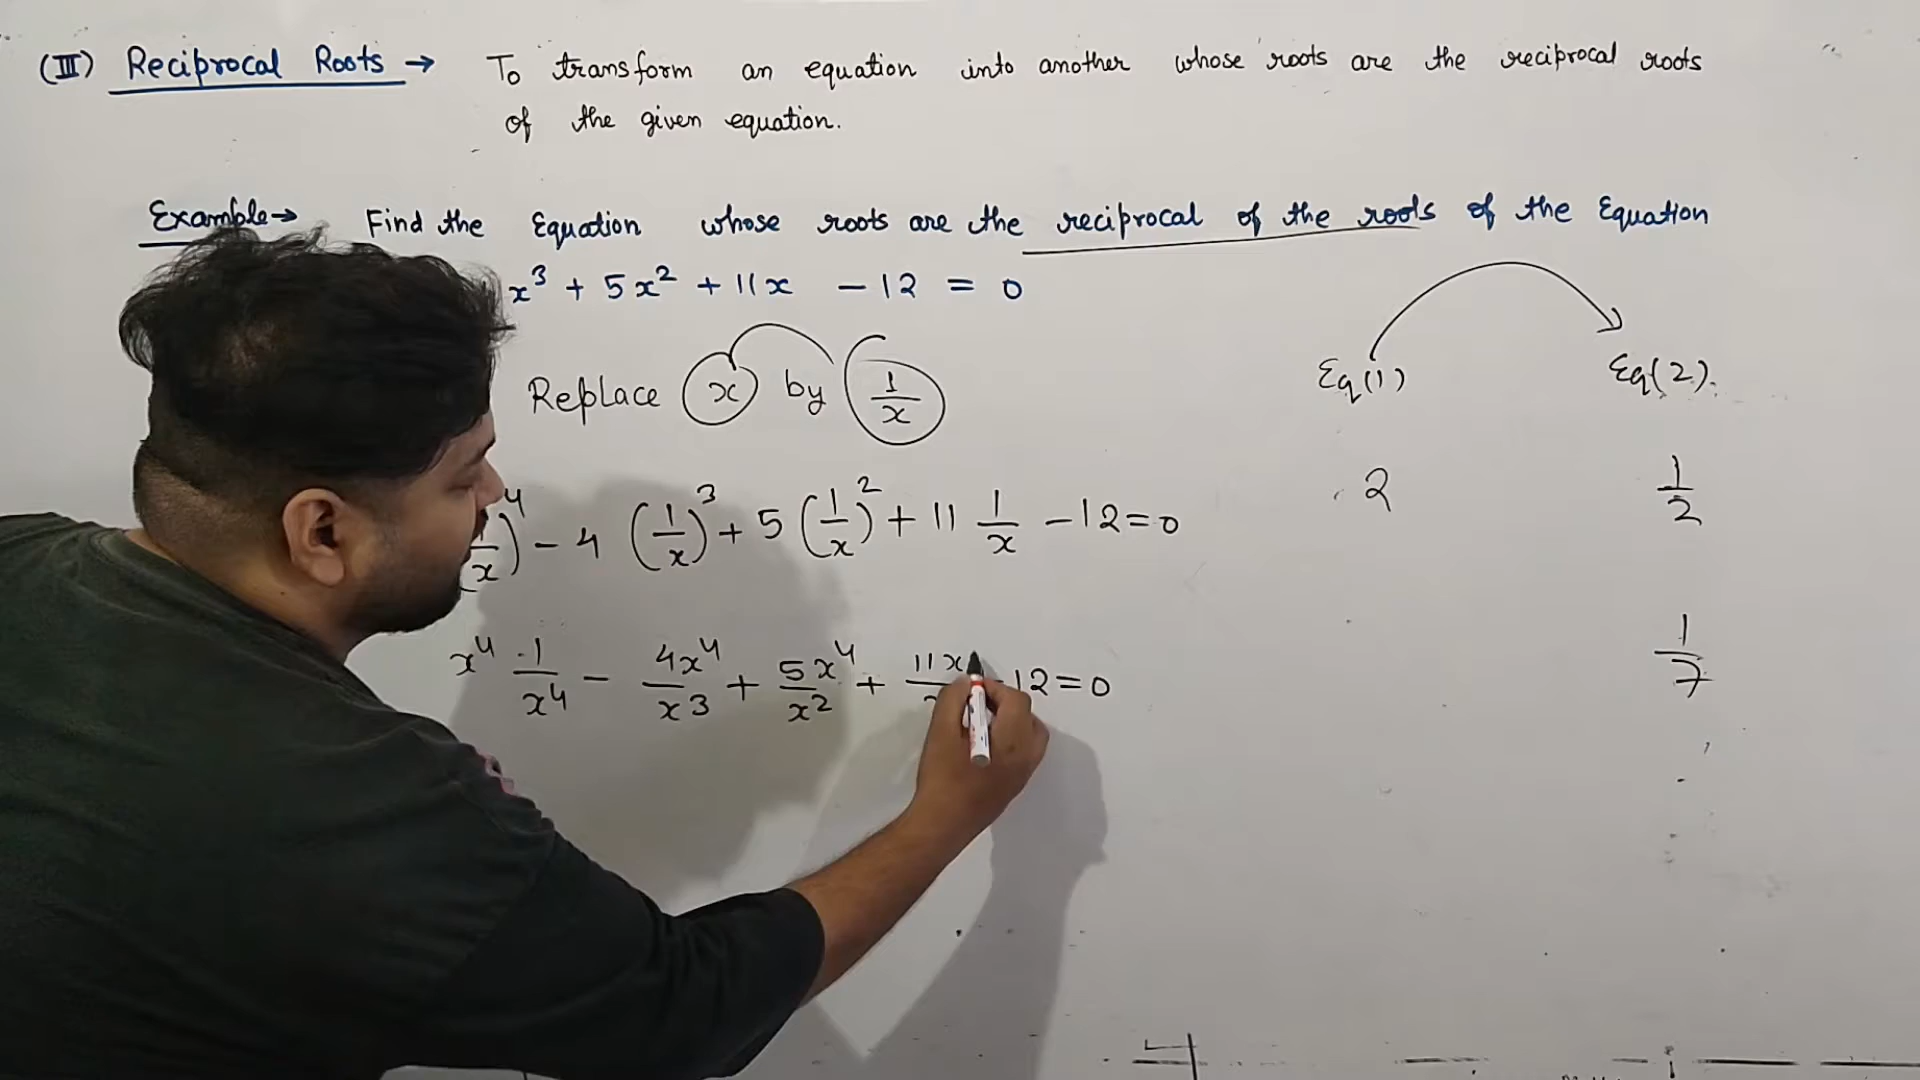 (III) Reciprocal Roots → To transform an equation into another whose roots are the reciprocal roots
of the given equation.
Example→ Find the Equation whose roots are the reciprocal of the roots of the Equation
x³ + 5x² + 11x - 12 = 0
Replace x by 1/x
Eq(1) Eq(2).
x)⁴ - 4 (1/x)³ + 5 (1/x)² + 11 1/x - 12 = 0
2 1/2
x⁴ 1/x⁴ - 4x⁴/x3 + 5x⁴/x² + 11x 12 = 0
1/7